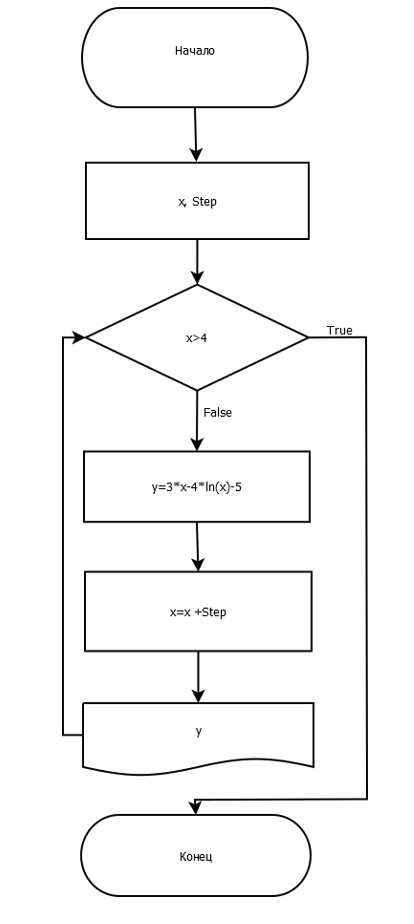 Начало
x, Step
x>4
True
False
y=3*x-4*ln(x)-5
x=x +Step
y
Конец